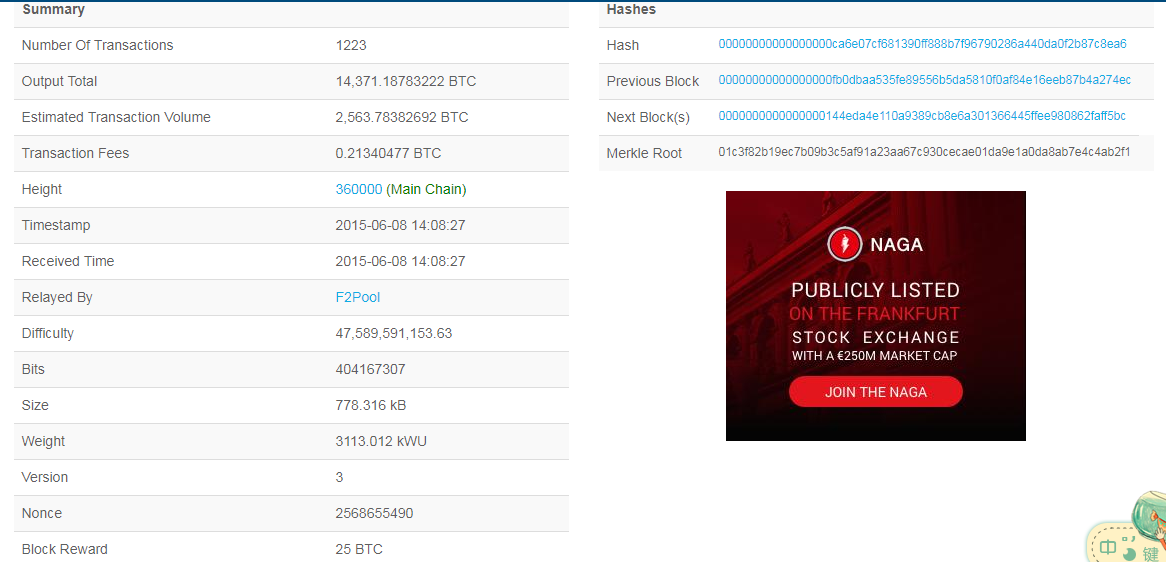 Summary
Number Of Transactions 1223
Output Total 14,371.18783222 BTC
Estimated Transaction Volume 2,563.78382692 BTC
Transaction Fees 0.21340477 BTC
Height 360000 (Main Chain)
Timestamp 2015-06-08 14:08:27
Received Time 2015-06-08 14:08:27
Relayed By F2Pool
Difficulty 47,589,591,153.63
Bits 404167307
Size 778.316 kB
Weight 3113.012 kWU
Version 3
Nonce 2568655490
Block Reward 25 BTC
Hashes
Hash 00000000000000000ca6e07cf681390ff888b7f96790286a440da0f2b87c8ea6
Previous Block 00000000000000000fb0dbaa535fe89556b5da5810f0af84e16eeb87b4a274ec
Next Block(s) 0000000000000000144eda4e110a9389cb8e6a301366445ffee980862faff5bc
Merkle Root 01c3f82b19ec7b09b3c5af91a23aa67c930cecae01da9e1a0da8ab7e4c4ab2f1
NAGA
PUBLICLY LISTED
ON THE FRANKFURT
STOCK EXCHANGE
WITH A €250M MARKET CAP
JOIN THE NAGA
中 键